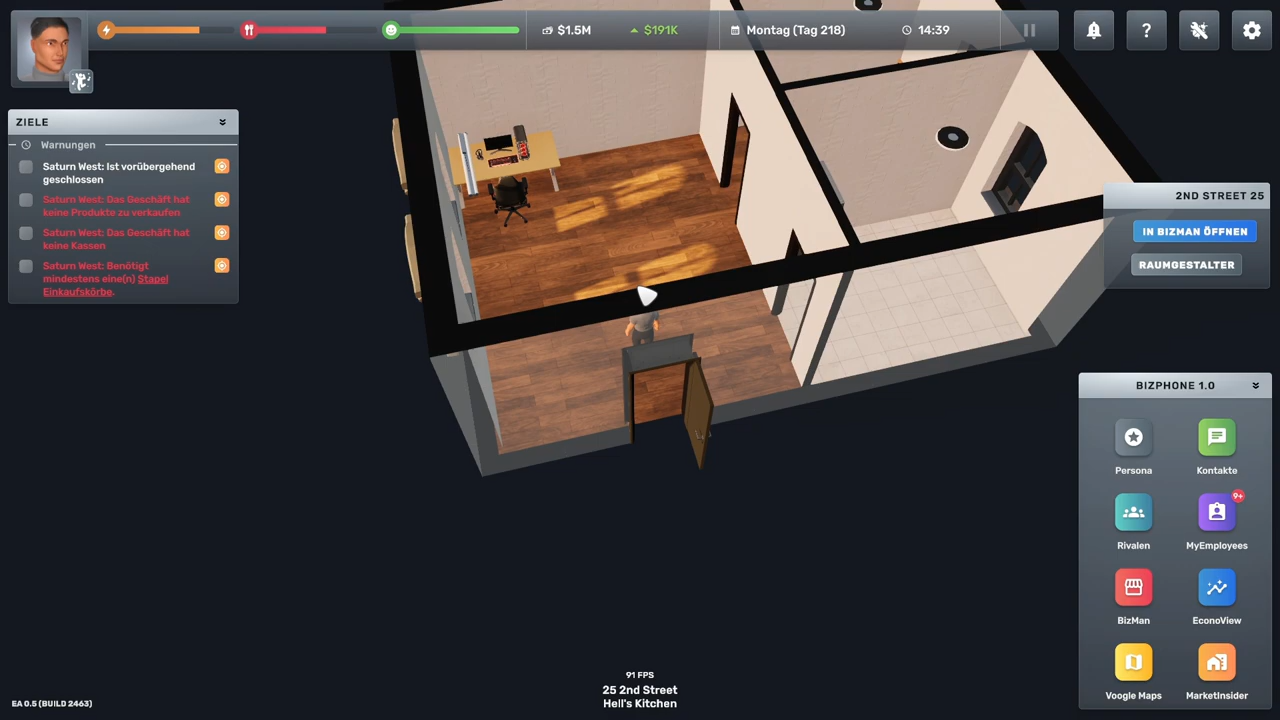 $1.5M
$191K
Montag (Tag 218)
14:39
?
ZIELE
Warnungen
Saturn West: Ist vorübergehend
geschlossen
Saturn West: Das Geschäft hat
keine Produkte zu verkaufen
Saturn West: Das Geschäft hat
keine Kassen
Saturn West: Benötigt
mindestens eine(n) Stapel
Einkaufskörbe.
2ND STREET 25
IN BIZMAN ÖFFNEN
RAUMGESTALTER
BIZPHONE 1.0
Persona
Kontakte
9+
Rivalen
MyEmployees
BizMan
EconoView
Voogle Maps
MarketInsider
91 FPS
25 2nd Street
Hell's Kitchen
EA 0.5 (BUILD 2463)